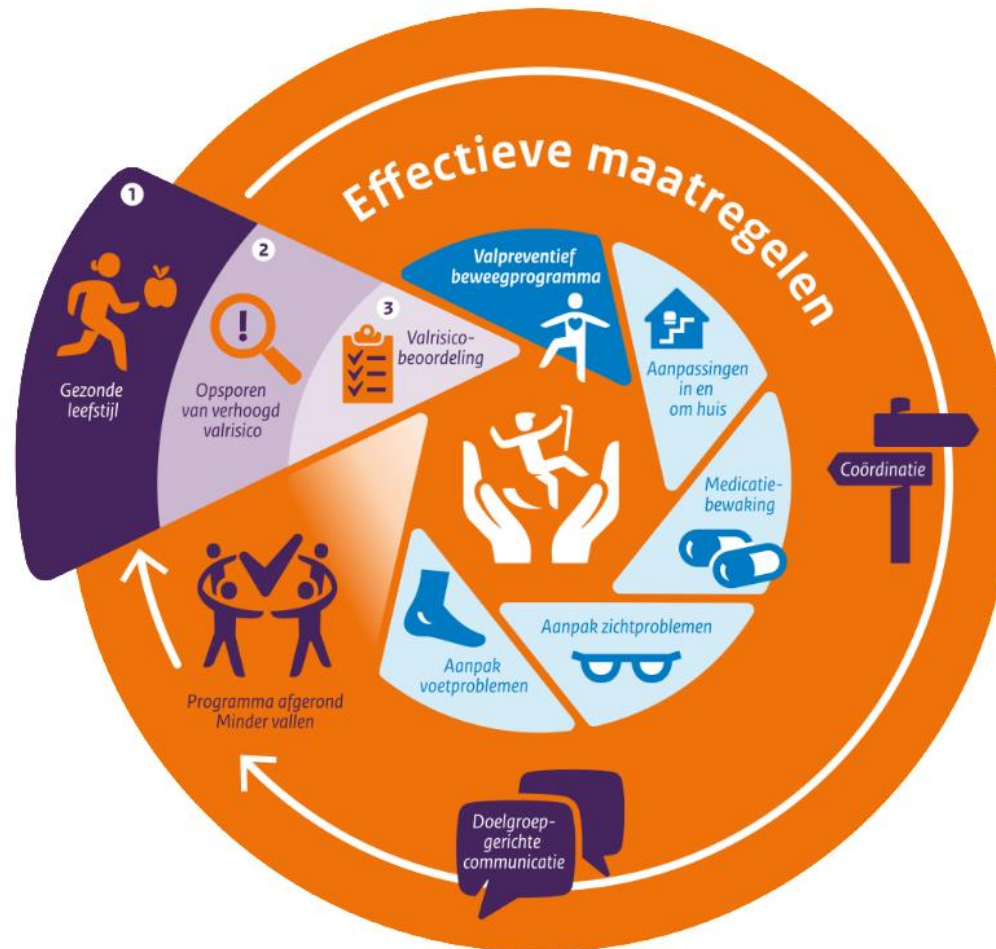 Effectieve maatregelen
1
Gezonde
leefstijl
2
!
Opsporen
van verhoogd
valrisico
3
Valrisico-
beoordeling
Valpreventief
beweegprogramma
Aanpassingen
in en
om huis
Medicatie-
bewaking
Aanpak zichtproblemen
Aanpak
voetproblemen
Coördinatie
Doelgroep-
gerichte
communicatie
Programma afgerond
Minder vallen